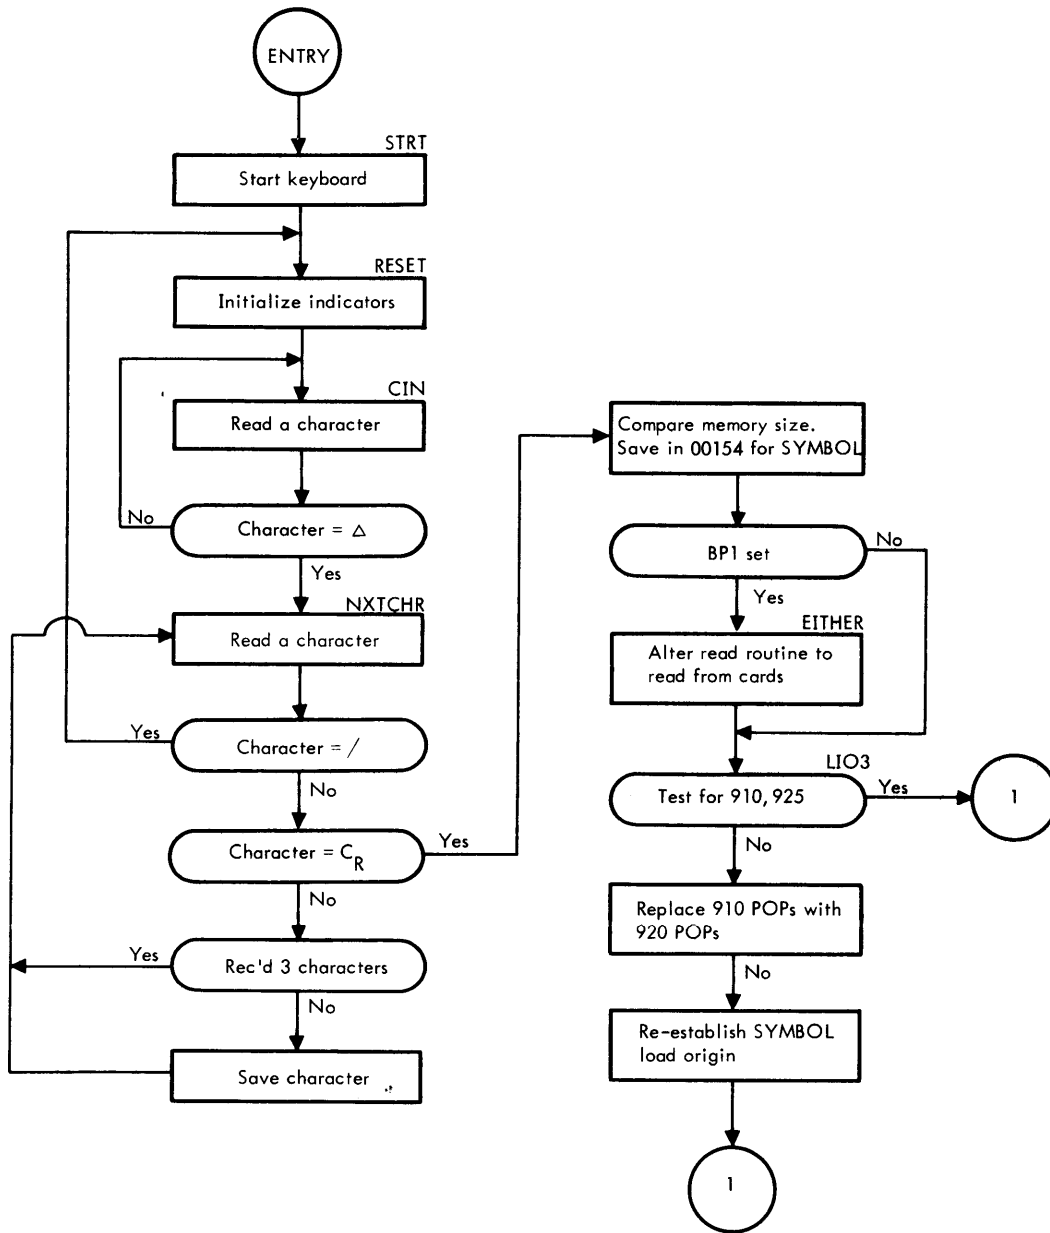 ENTRY
STRT
Start keyboard
RESET
Initialize indicators
CIN
Read a character
No
Character = △
Yes
NXTCHR
Read a character
Yes
Character = /
No
Character = CR
Yes
No
Yes
Rec'd 3 characters
No
Save character
Compare memory size.
Save in 00154 for SYMBOL
BP1 set
No
Yes
EITHER
Alter read routine to
read from cards
LIO3
Test for 910, 925
Yes
1
No
Replace 910 POPs with
920 POPs
No
Re-establish SYMBOL
load origin
1